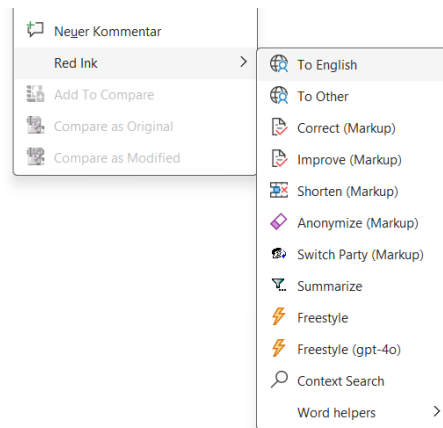 Neuer Kommentar
Red Ink
Add To Compare
Compare as Original
Compare as Modified
To English
To Other
Correct (Markup)
Improve (Markup)
Shorten (Markup)
Anonymize (Markup)
Switch Party (Markup)
Summarize
Freestyle
Freestyle (gpt-4o)
Context Search
Word helpers